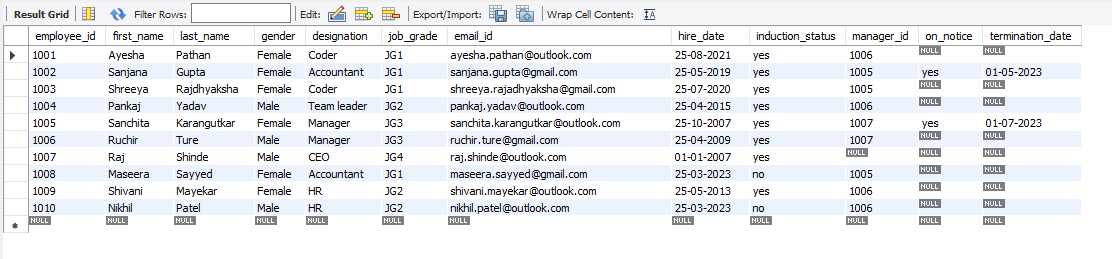 Result Grid Filter Rows: Edit: Export/Import: Wrap Cell Content:
employee_id first_name last_name gender designation job_grade email_id hire_date induction_status manager_id on_notice termination_date
1001 Ayesha Pathan Female Coder JG1 ayesha.pathan@outlook.com 25-08-2021 yes 1006 NULL NULL
1002 Sanjana Gupta Female Accountant JG1 sanjana.gupta@gmail.com 25-05-2019 yes 1005 yes 01-05-2023
1003 Shreeya Rajdhyaksha Female Coder JG1 shreeya.rajadhyaksha@gmail.com 25-07-2020 yes 1005 NULL NULL
1004 Pankaj Yadav Male Team leader JG2 pankaj.yadav@outlook.com 25-04-2015 yes 1006 NULL NULL
1005 Sanchita Karangutkar Female Manager JG3 sanchita.karangutkar@outlook.com 25-10-2007 yes 1007 yes 01-07-2023
1006 Ruchir Ture Male Manager JG3 ruchir.ture@gmail.com 25-04-2009 yes 1007 NULL NULL
1007 Raj Shinde Male CEO JG4 raj.shinde@outlook.com 01-01-2007 yes NULL NULL NULL
1008 Maseera Sayyed Female Accountant JG1 maseera.sayyed@gmail.com 25-03-2023 no 1005 NULL NULL
1009 Shivani Mayekar Female HR JG2 shivani.mayekar@outlook.com 25-05-2013 yes 1006 NULL NULL
1010 Nikhil Patel Male HR JG2 nikhil.patel@outlook.com 25-03-2023 no 1006 NULL NULL
NULL NULL NULL NULL NULL NULL NULL NULL NULL NULL NULL NULL